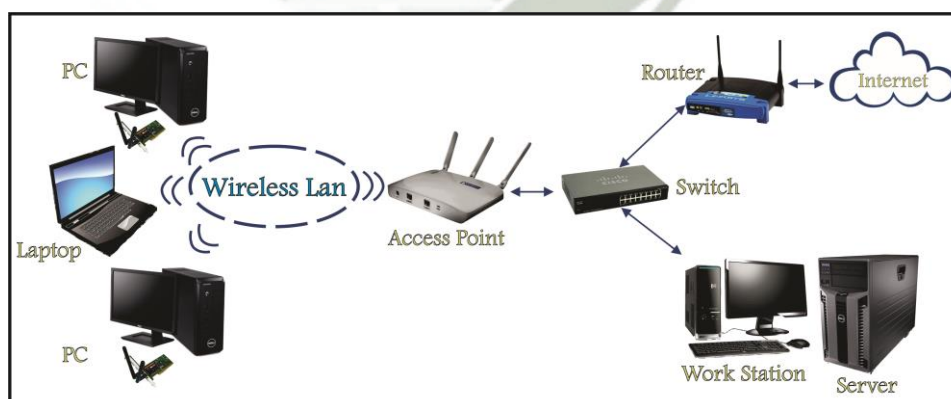 PC
Router
Internet
Wireless Lan
Switch
Laptop
Access Point
PC
Work Station
Server